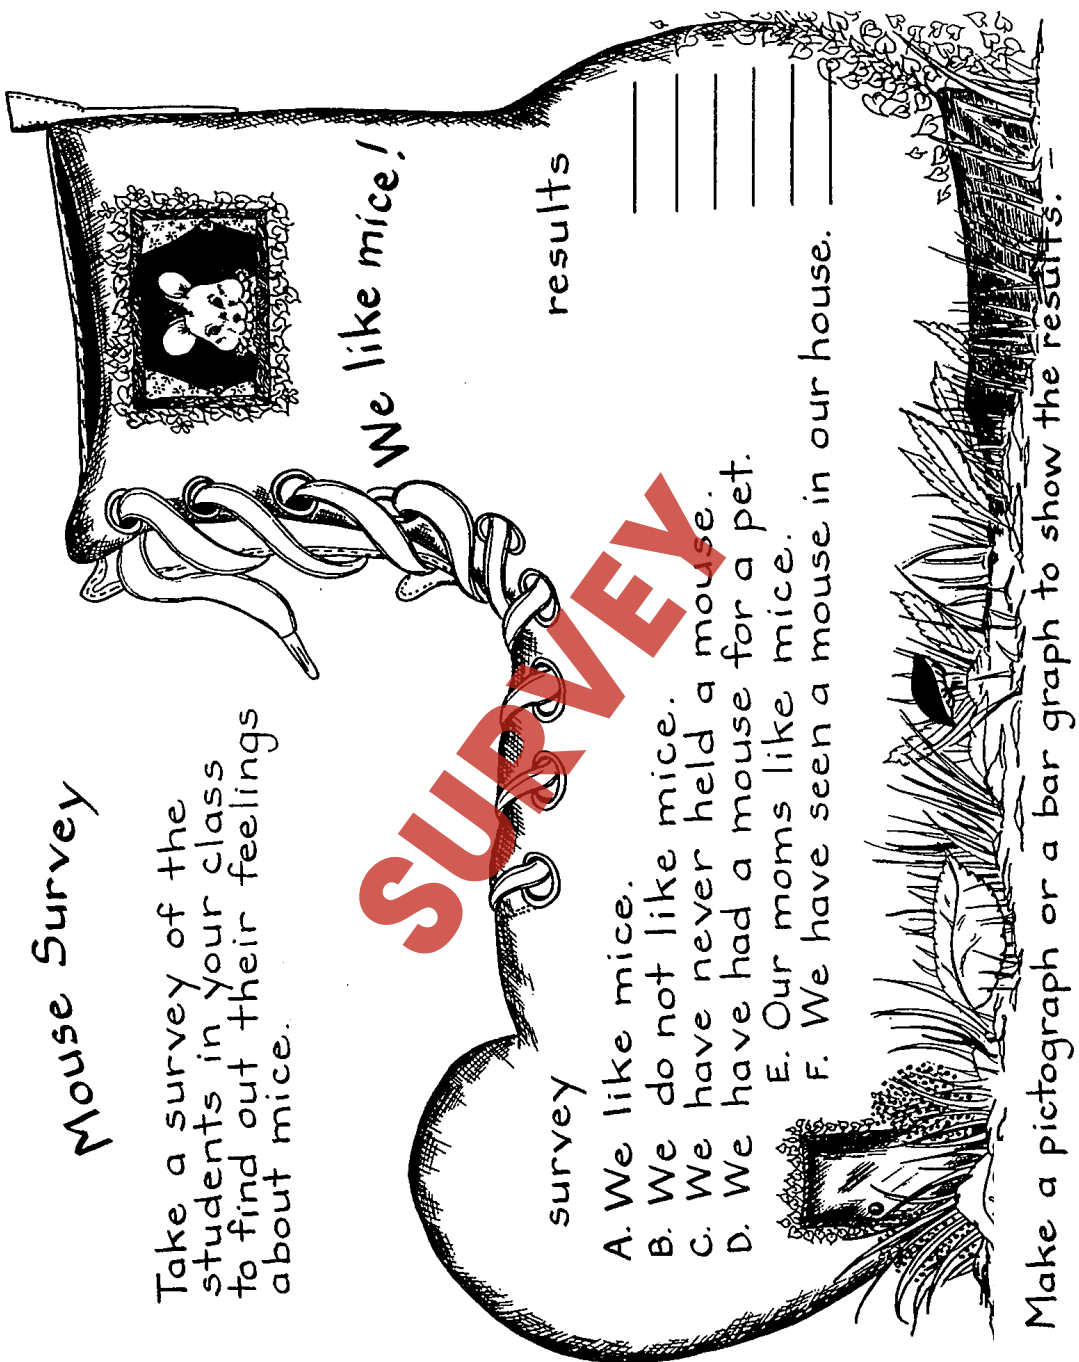 Mouse Survey
Take a survey of the
students in your class
to find out their feelings
about mice.
We like mice!
survey
results
A. We like mice.
B. We do not like mice.
C. We have never held a mouse.
D. We have had a mouse for a pet.
E. Our moms like mice.
F. We have seen a mouse in our house.
Make a pictograph or a bar graph to show the results.
SURVEY